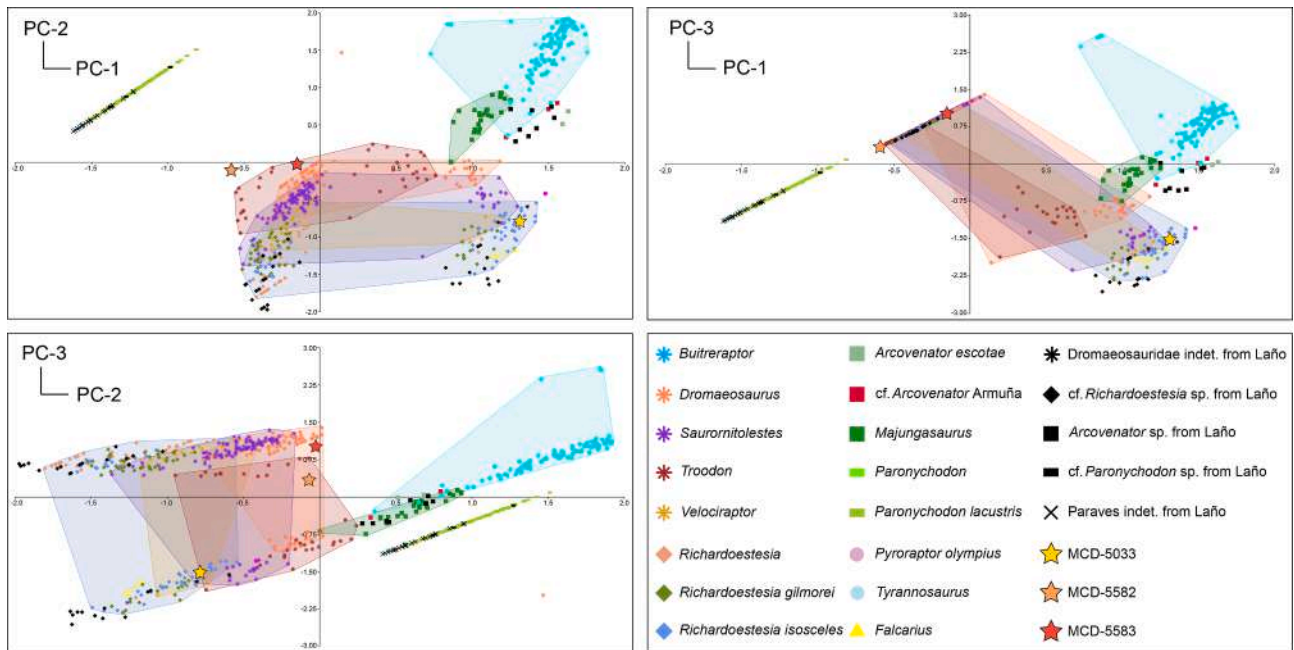 PC-2
PC-1
2.0
1.5
1.0
0.5
-2.0 -1.5 -1.0 -0.5 0.5 1.0 1.5 2.0
-0.5
-1.0
-1.5
-2.0
PC-3
PC-1
3.00
2.25
1.50
0.75
-2.0 -1.5 -1.0 -0.5 0.5 1.0 2.0
-0.75
-1.50
-2.25
-3.00
PC-3
PC-2
3.00
2.25
1.50
-2.0 -1.5 -1.0 -0.5 0.5 1.0 1.5 2.0
-1.50
-2.25
-3.00
Buitreraptor
Dromaeosaurus
Saurornitolestes
Troodon
Velociraptor
Richardoestesia
Richardoestesia gilmorei
Richardoestesia isosceles
Arcovenator escotae
cf. Arcovenator Armuña
Majungasaurus
Paronychodon
Paronychodon lacustris
Pyroraptor olympius
Tyrannosaurus
Falcarius
Dromaeosauridae indet. from Laño
cf. Richardoestesia sp. from Laño
Arcovenator sp. from Laño
cf. Paronychodon sp. from Laño
Paraves indet. from Laño
MCD-5033
MCD-5582
MCD-5583